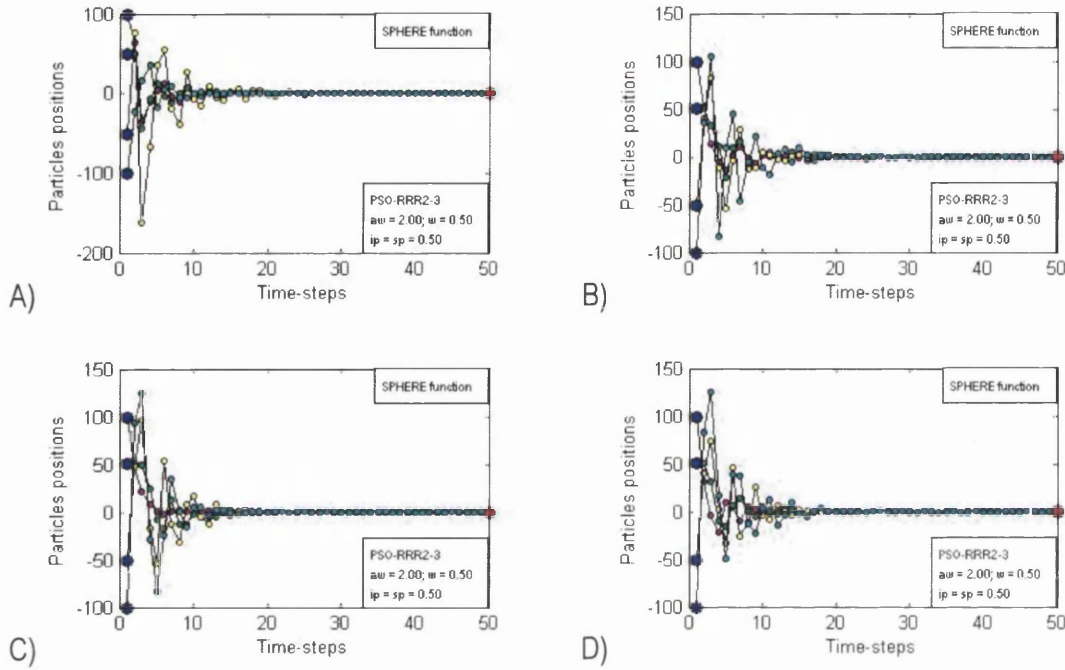 100
0
-100
-200
Particles positions
SPHERE function
PSO-RRR2-3
aw = 2.00; w = 0.50
ip = sp = 0.50
0 10 20 30 40 50
Time-steps
A)
150
100
50
0
-50
-100
Particles positions
SPHERE function
PSO-RRR2-3
aw = 2.00; w = 0.50
ip = sp = 0.50
0 10 20 30 40 50
Time-steps
B)
150
100
50
0
-50
-100
Particles positions
SPHERE function
PSO-RRR2-3
aw = 2.00; w = 0.50
ip = sp = 0.50
0 10 20 30 40 50
Time-steps
C)
150
100
50
0
-50
-100
Particles positions
SPHERE function
PSO-RRR2-3
aw = 2.00; w = 0.50
ip = sp = 0.50
0 10 20 30 40 50
Time-steps
D)